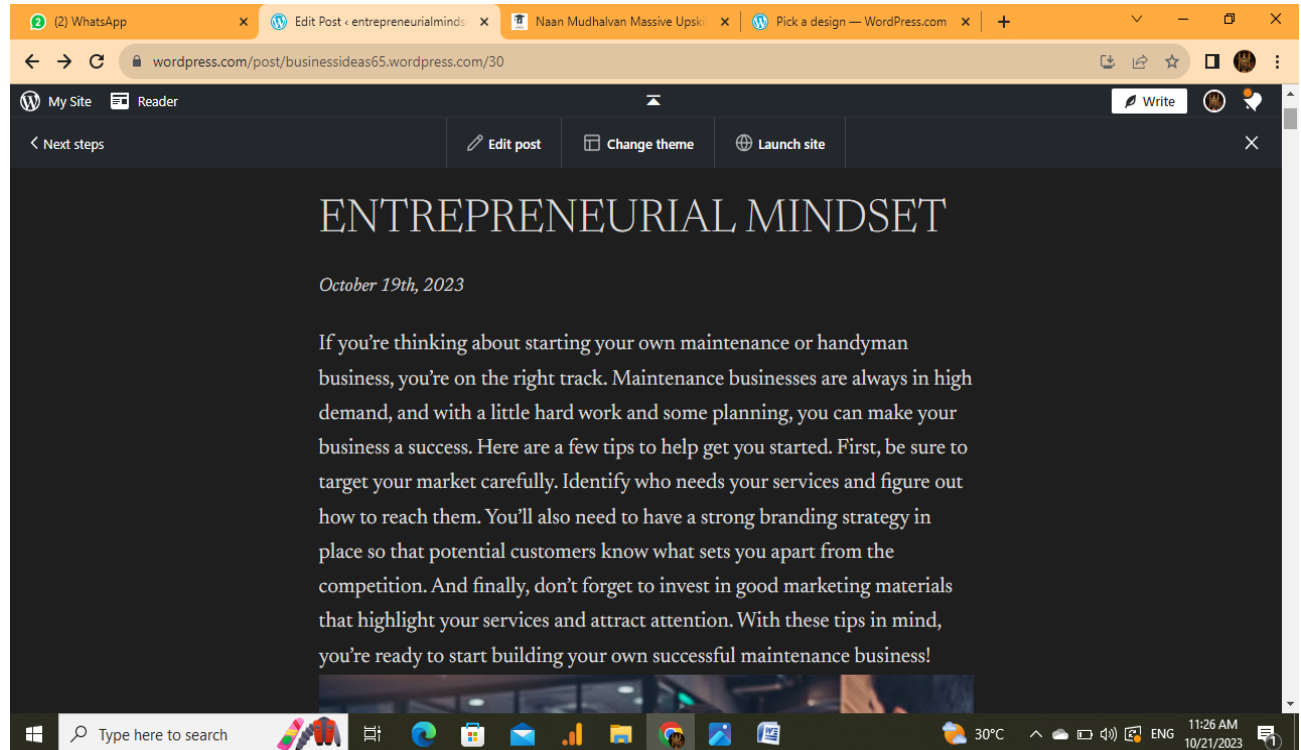 (2) WhatsApp
Edit Post ‹ entrepreneurialminds
Naan Mudhalvan Massive Upskil
Pick a design — WordPress.com
wordpress.com/post/businessideas65.wordpress.com/30
My Site Reader Write
Next steps Edit post Change theme Launch site
ENTREPRENEURIAL MINDSET
October 19th, 2023
If you’re thinking about starting your own maintenance or handyman
business, you’re on the right track. Maintenance businesses are always in high
demand, and with a little hard work and some planning, you can make your
business a success. Here are a few tips to help get you started. First, be sure to
target your market carefully. Identify who needs your services and figure out
how to reach them. You’ll also need to have a strong branding strategy in
place so that potential customers know what sets you apart from the
competition. And finally, don’t forget to invest in good marketing materials
that highlight your services and attract attention. With these tips in mind,
you’re ready to start building your own successful maintenance business!
Type here to search 30°C ENG 11:26 AM
10/21/2023